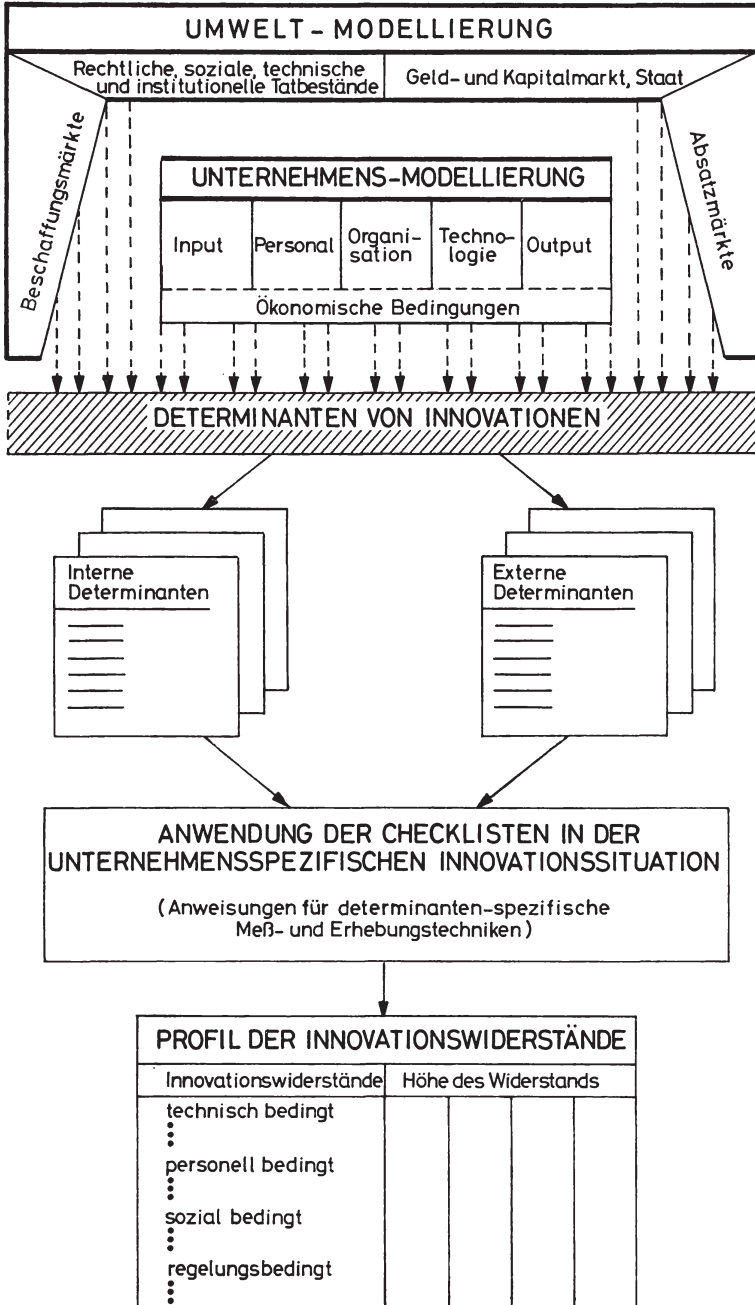 UMWELT-MODELLIERUNG
Rechtliche, soziale, technische
und institutionelle Tatbestände
Geld- und Kapitalmarkt, Staat
Beschaffungsmärkte
Absatzmärkte
UNTERNEHMENS-MODELLIERUNG
Input
Personal
Organi-
sation
Techno-
logie
Output
Ökonomische Bedingungen
DETERMINANTEN VON INNOVATIONEN
Interne
Determinanten
Externe
Determinanten
ANWENDUNG DER CHECKLISTEN IN DER
UNTERNEHMENSSPEZIFISCHEN INNOVATIONSSITUATION
(Anweisungen für determinanten-spezifische
Meß- und Erhebungstechniken)
PROFIL DER INNOVATIONSWIDERSTÄNDE
Innovationswiderstände
Höhe des Widerstands
technisch bedingt
personell bedingt
sozial bedingt
regelungsbedingt